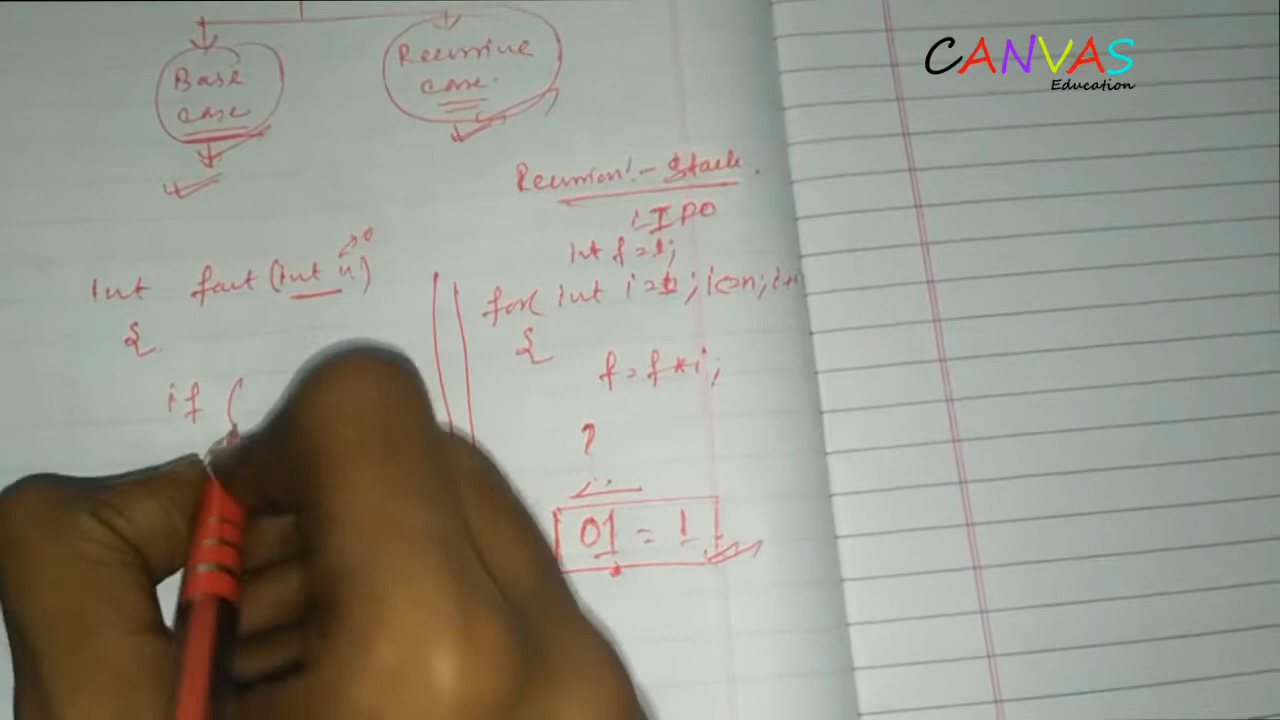 CANVAS
Education
Base
case
Recursive
case.
Recursion:- Stack.
LIFO
int fact (int n)
{
if (
int f = 1;
for( int i=1; i<=n; i++
{
f = f * i;
}
0! = 1